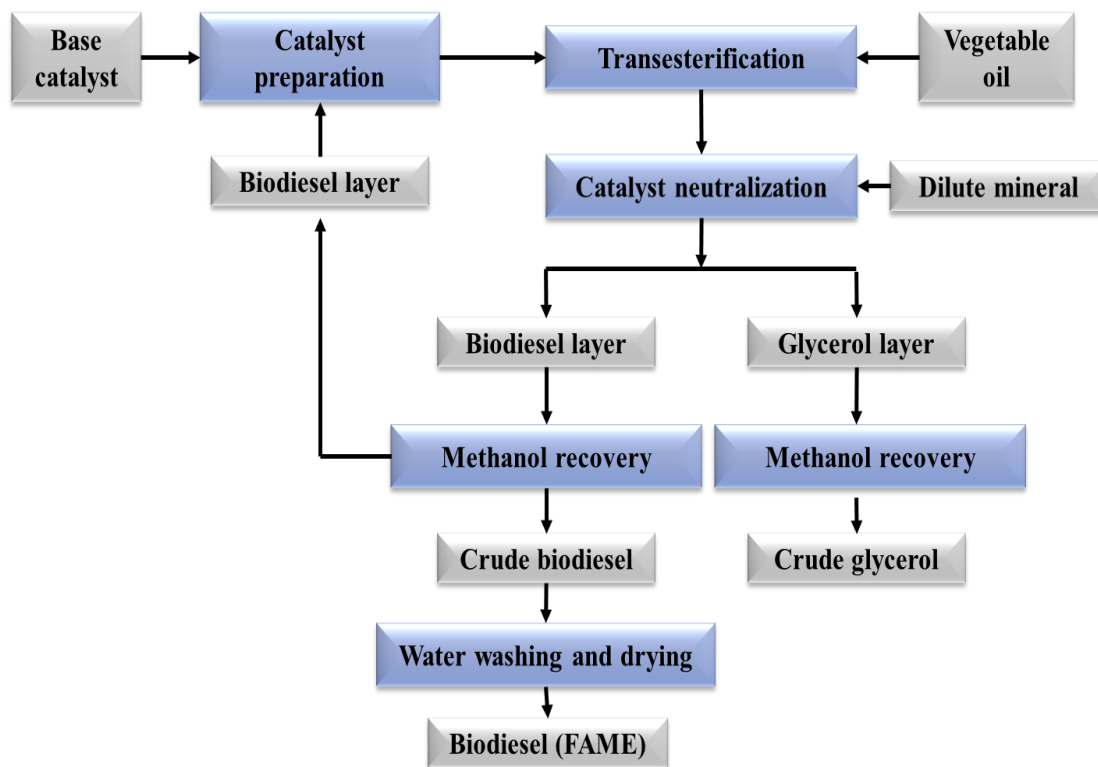 Base
catalyst
Catalyst
preparation
Transesterification
Vegetable
oil
Biodiesel layer
Catalyst neutralization
Dilute mineral
Biodiesel layer
Glycerol layer
Methanol recovery
Methanol recovery
Crude biodiesel
Crude glycerol
Water washing and drying
Biodiesel (FAME)